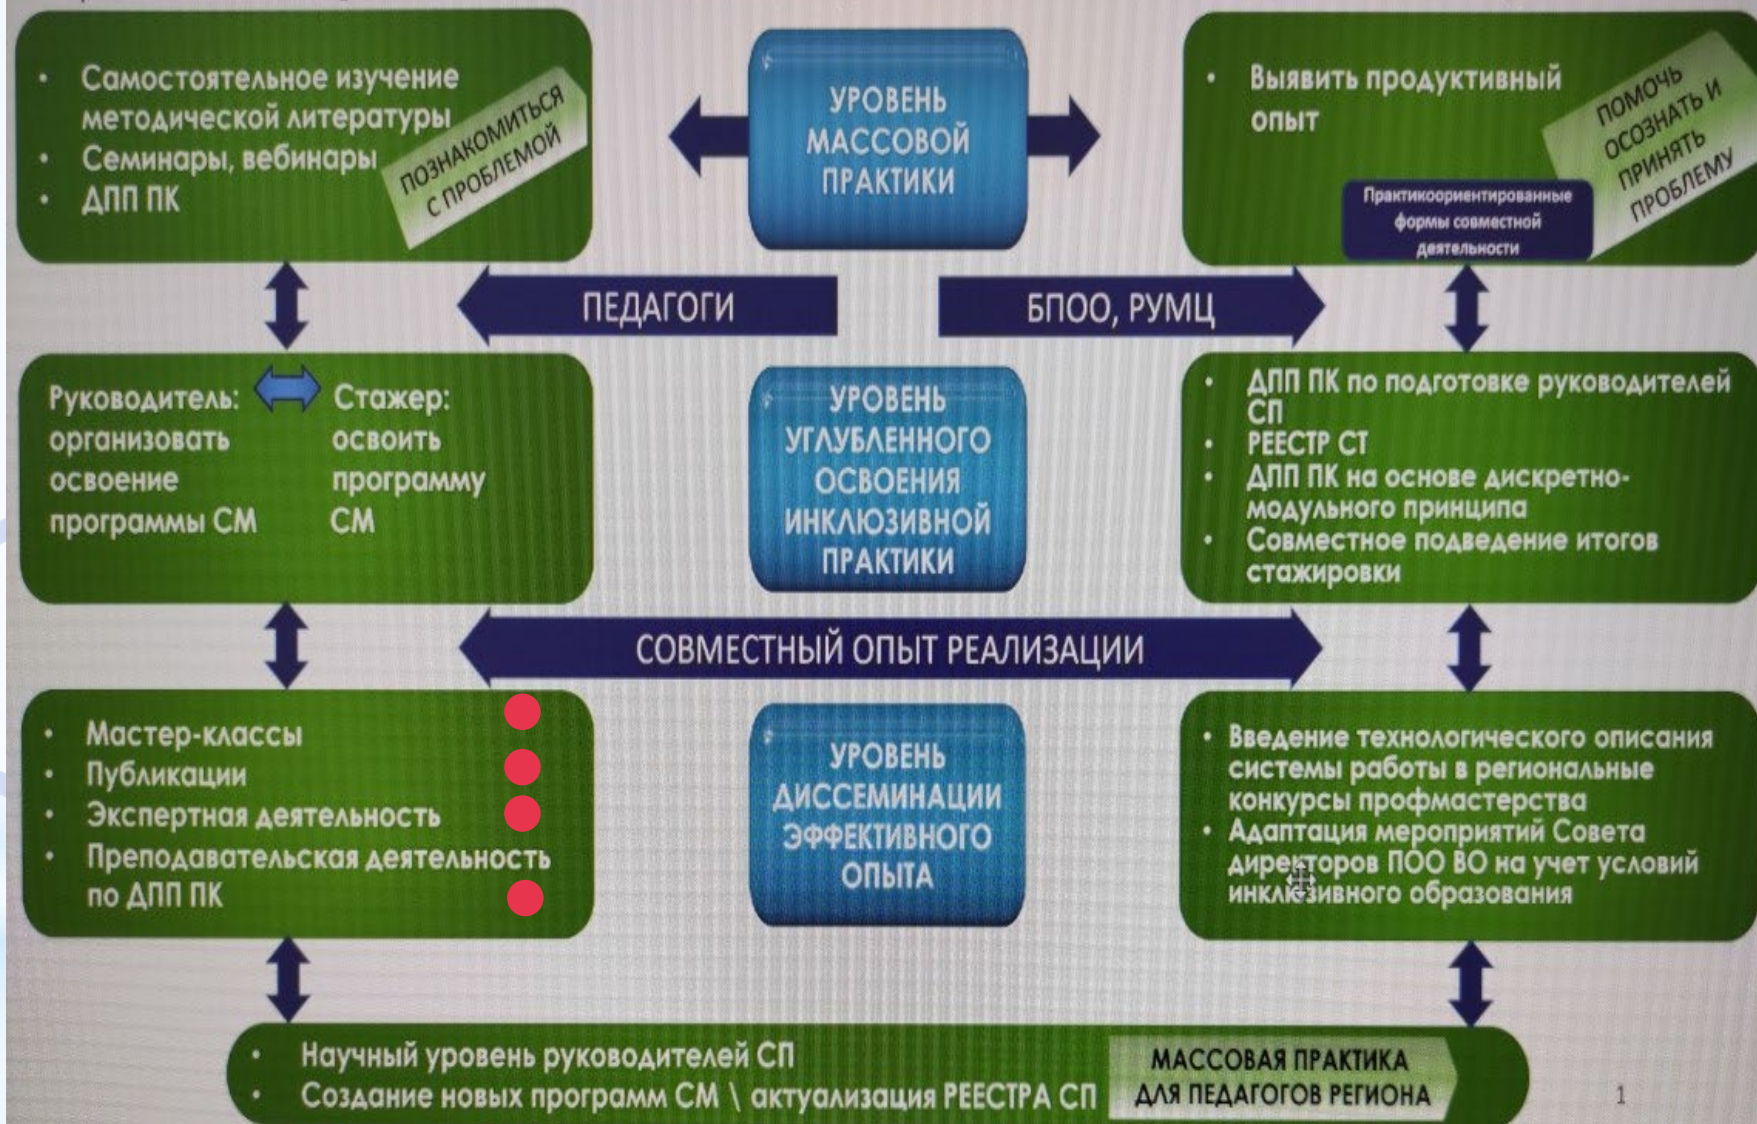 • Самостоятельное изучение
методической литературы
• Семинары, вебинары
• ДПП ПК
ПОЗНАКОМИТЬСЯ
С ПРОБЛЕМОЙ
УРОВЕНЬ
МАССОВОЙ
ПРАКТИКИ
• Выявить продуктивный
опыт
ПОМОЧЬ
ОСОЗНАТЬ И
ПРИНЯТЬ
ПРОБЛЕМУ
Практикоориентированные
формы совместной
деятельности
ПЕДАГОГИ
БПОО, РУМЦ
Руководитель:
организовать
освоение
программы СМ
Стажер:
освоить
программу
СМ
УРОВЕНЬ
УГЛУБЛЕННОГО
ОСВОЕНИЯ
ИНКЛЮЗИВНОЙ
ПРАКТИКИ
• ДПП ПК по подготовке руководителей
СП
• РЕЕСТР СТ
• ДПП ПК на основе дискретно-
модульного принципа
• Совместное подведение итогов
стажировки
СОВМЕСТНЫЙ ОПЫТ РЕАЛИЗАЦИИ
• Мастер-классы
• Публикации
• Экспертная деятельность
• Преподавательская деятельность
по ДПП ПК
УРОВЕНЬ
ДИССЕМИНАЦИИ
ЭФФЕКТИВНОГО
ОПЫТА
• Введение технологического описания
системы работы в региональные
конкурсы профмастерства
• Адаптация мероприятий Совета
директоров ПОО ВО на учет условий
инклюзивного образования
• Научный уровень руководителей СП
• Создание новых программ СМ \ актуализация РЕЕСТРА СП
МАССОВАЯ ПРАКТИКА
ДЛЯ ПЕДАГОГОВ РЕГИОНА
1